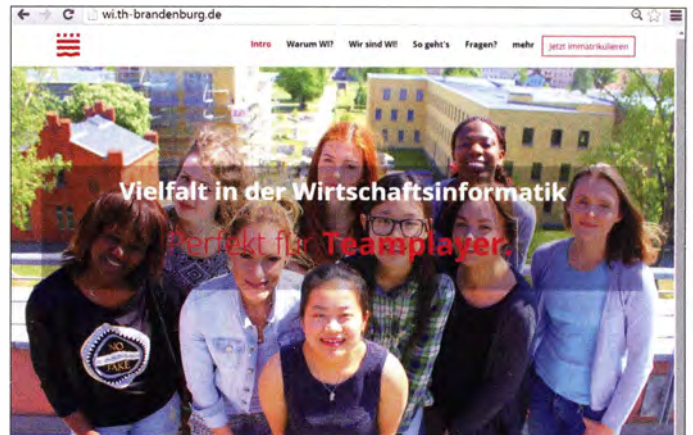 wi.th-brandenburg.de
Intro Warum WI? Wir sind WI! So geht's Fragen? mehr Jetzt immatrikulieren
Vielfalt in der Wirtschaftsinformatik
Perfekt für Teamplayer.
NO
FAKE